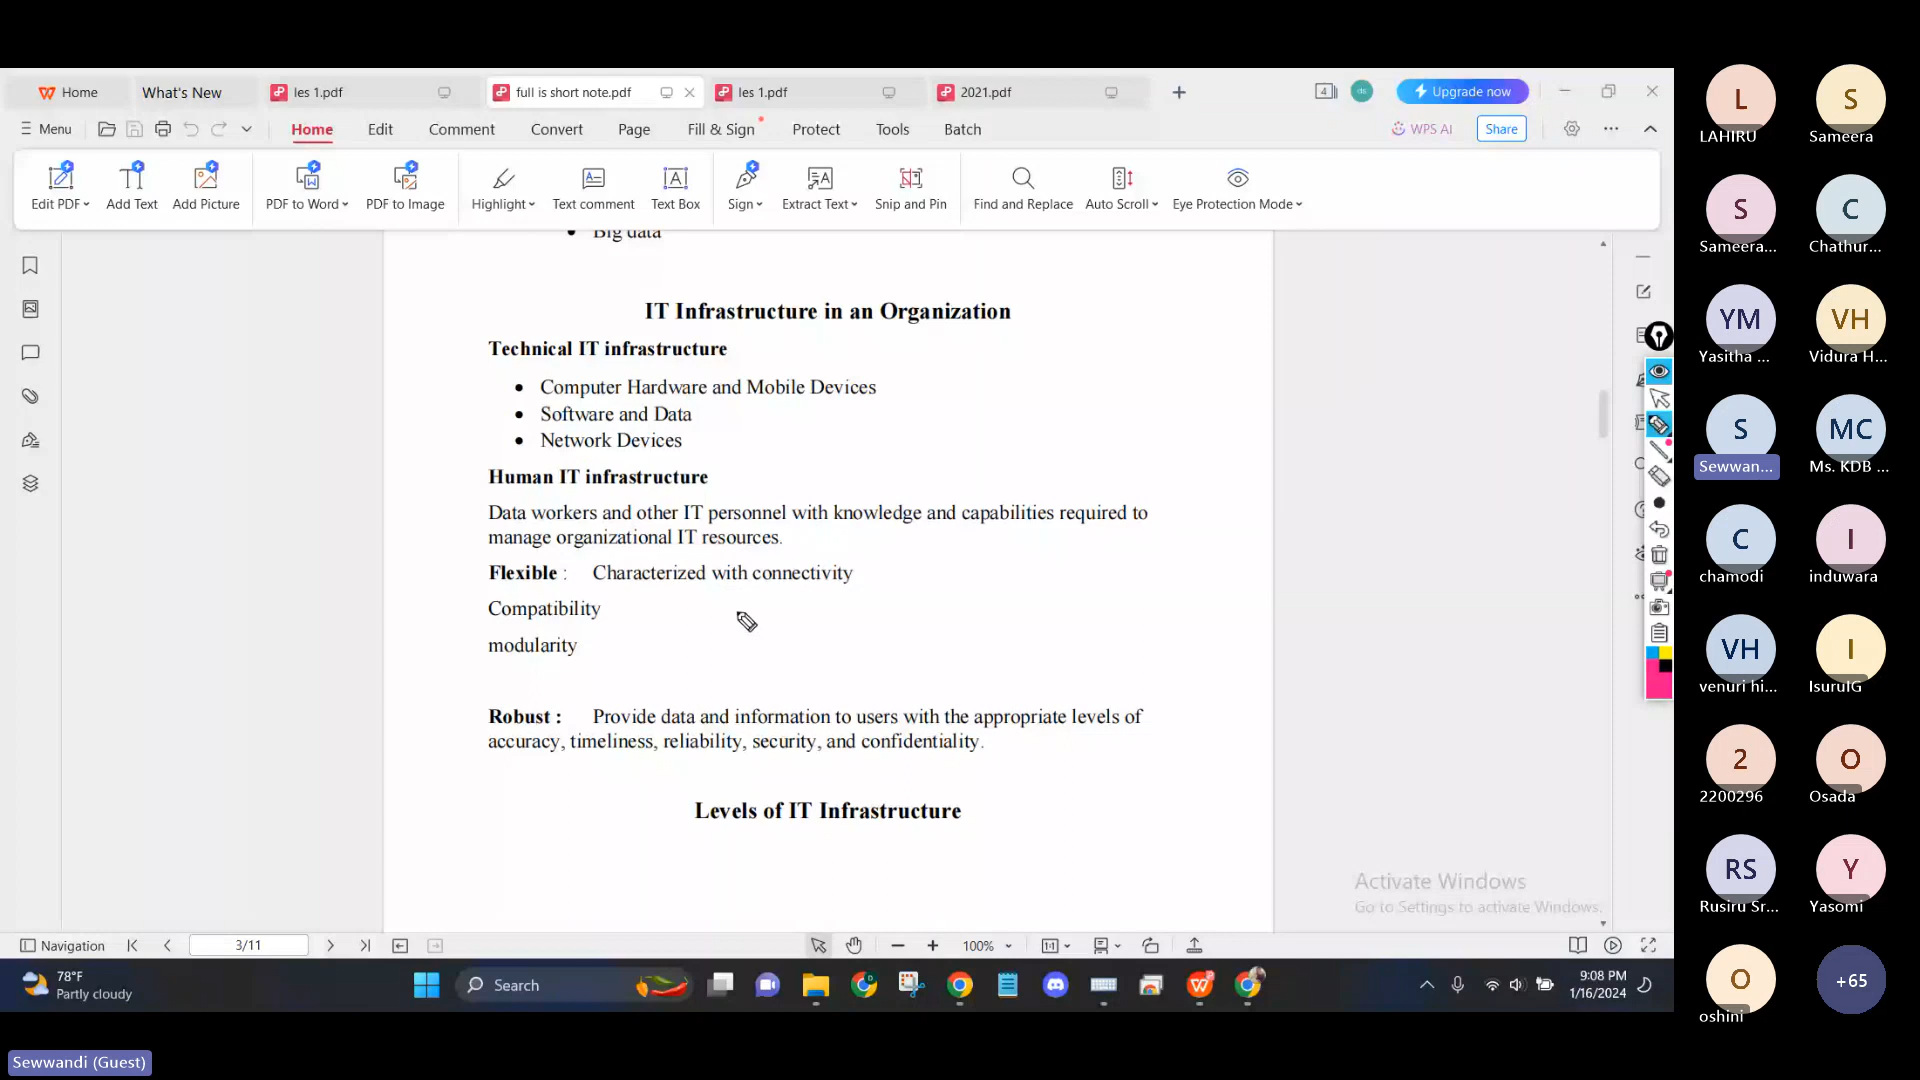 Home
What's New
les 1.pdf
full is short note.pdf
les 1.pdf
2021.pdf
4
ds
Upgrade now
Menu
Home
Edit
Comment
Convert
Page
Fill & Sign
Protect
Tools
Batch
WPS AI
Share
Edit PDF
Add Text
Add Picture
PDF to Word
PDF to Image
Highlight
Text comment
Text Box
Sign
Extract Text
Snip and Pin
Find and Replace
Auto Scroll
Eye Protection Mode
• Big data
IT Infrastructure in an Organization
Technical IT infrastructure
• Computer Hardware and Mobile Devices
• Software and Data
• Network Devices
Human IT infrastructure
Data workers and other IT personnel with knowledge and capabilities required to
manage organizational IT resources.
Flexible : Characterized with connectivity
Compatibility
modularity
Robust : Provide data and information to users with the appropriate levels of
accuracy, timeliness, reliability, security, and confidentiality.
Levels of IT Infrastructure
Activate Windows
Go to Settings to activate Windows.
Navigation
3/11
100%
78°F
Partly cloudy
Search
9:08 PM
1/16/2024
Sewwandi (Guest)
L
LAHIRU
S
Sameera
S
Sameera...
C
Chathur...
YM
Yasitha ...
VH
Vidura H...
S
Sewwan...
MC
Ms. KDB ...
C
chamodi
I
induwara
VH
venuri hi...
I
IsuruIG
2
2200296
O
Osada
RS
Rusiru Sr...
Y
Yasomi
O
oshini
+65